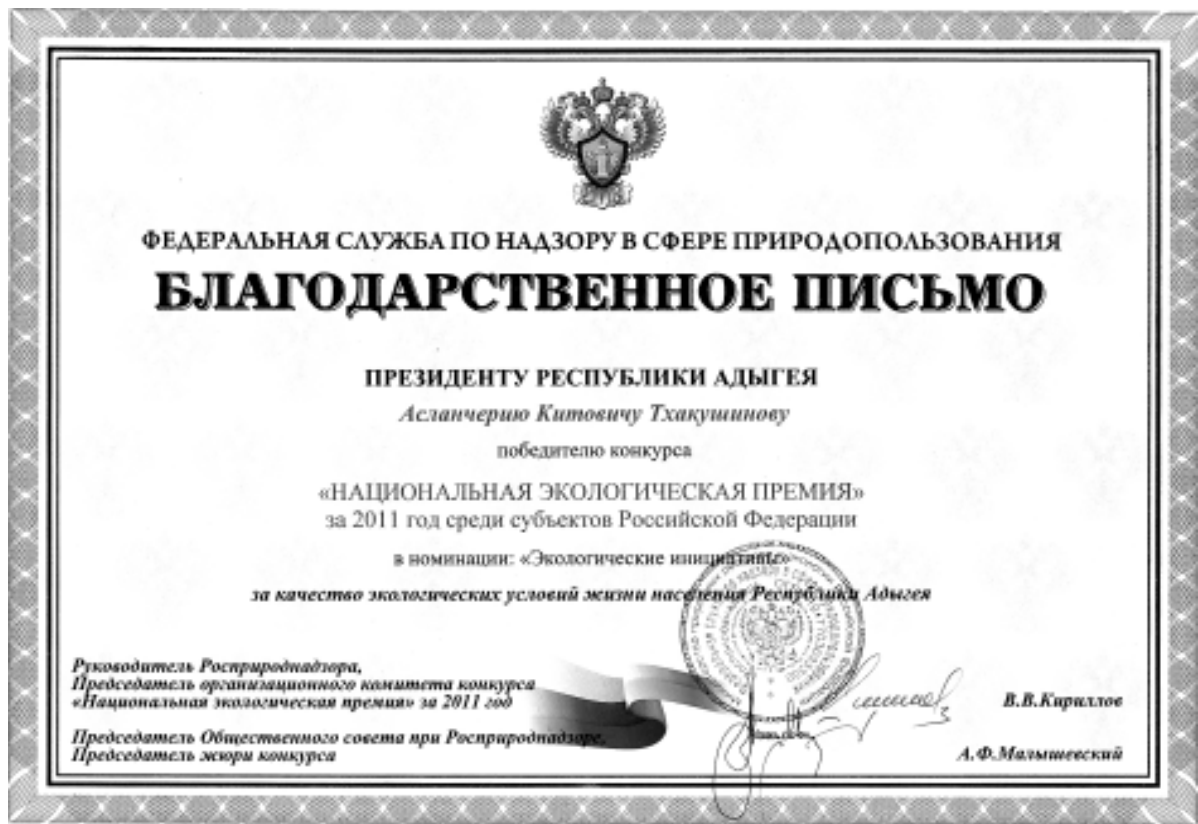 ФЕДЕРАЛЬНАЯ СЛУЖБА ПО НАДЗОРУ В СФЕРЕ ПРИРОДОПОЛЬЗОВАНИЯ
БЛАГОДАРСТВЕННОЕ ПИСЬМО
ПРЕЗИДЕНТУ РЕСПУБЛИКИ АДЫГЕЯ
Асланчерию Китовичу Тхакушинову
победителю конкурса
«НАЦИОНАЛЬНАЯ ЭКОЛОГИЧЕСКАЯ ПРЕМИЯ»
за 2011 год среди субъектов Российской Федерации
в номинации: «Экологические инициативы»
за качество экологических условий жизни населения Республики Адыгея
Руководитель Росприроднадзора,
Председатель организационного комитета конкурса
«Национальная экологическая премия» за 2011 год
В.В.Кириллов
Председатель Общественного совета при Росприроднадзоре,
Председатель жюри конкурса
А.Ф.Малышевский